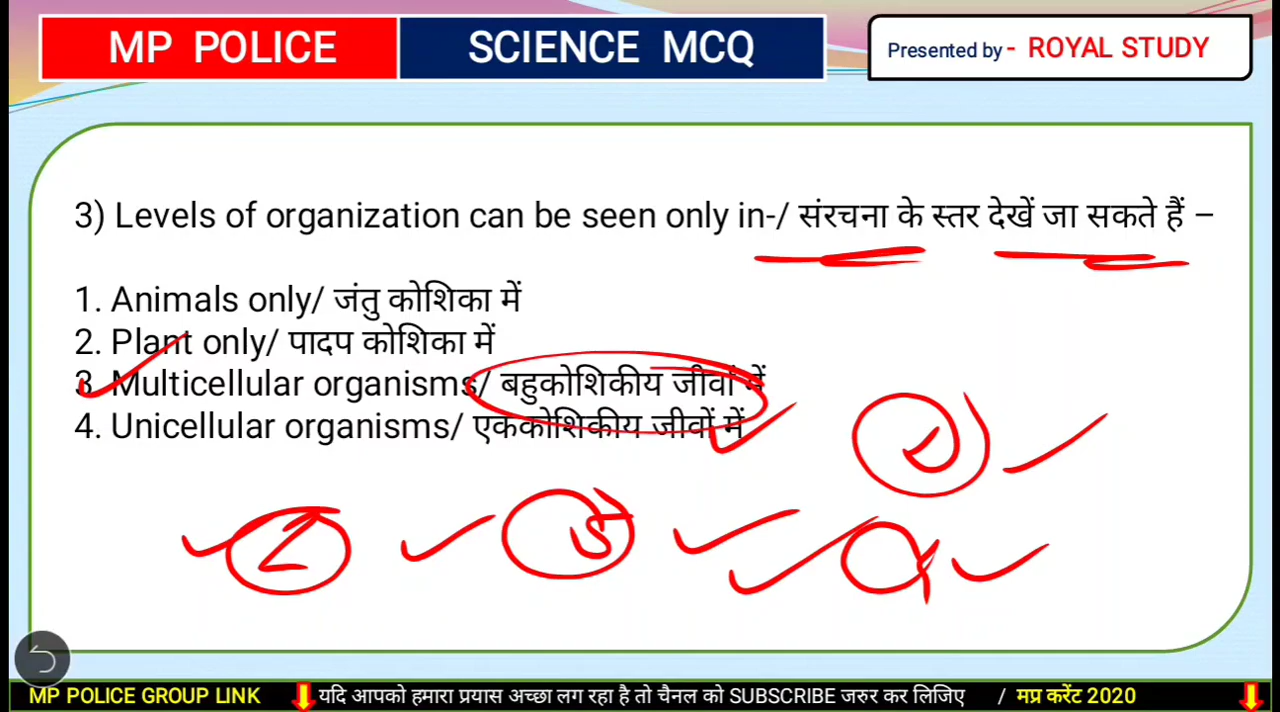 MP POLICE SCIENCE MCQ Presented by - ROYAL STUDY
3) Levels of organization can be seen only in-/ संरचना के स्तर देखें जा सकते हैं –
1. Animals only/ जंतु कोशिका में
2. Plant only/ पादप कोशिका में
3. Multicellular organisms/ बहुकोशिकीय जीवों में
4. Unicellular organisms/ एककोशिकीय जीवों में
MP POLICE GROUP LINK यदि आपको हमारा प्रयास अच्छा लग रहा है तो चैनल को SUBSCRIBE जरुर कर लिजिए / मप्र करेंट 2020